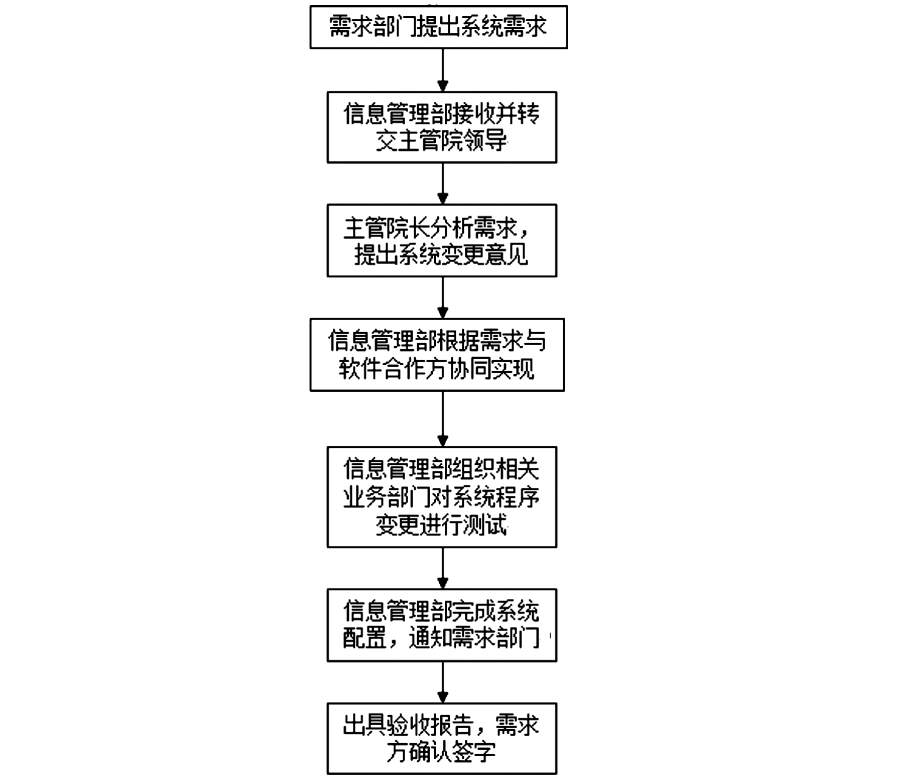 需求部门提出系统需求
信息管理部接收并转
交主管院领导
主管院长分析需求，
提出系统变更意见
信息管理部根据需求与
软件合作方协同实现
信息管理部组织相关
业务部门对系统程序
变更进行测试
信息管理部完成系统
配置，通知需求部门
出具验收报告，需求
方确认签字